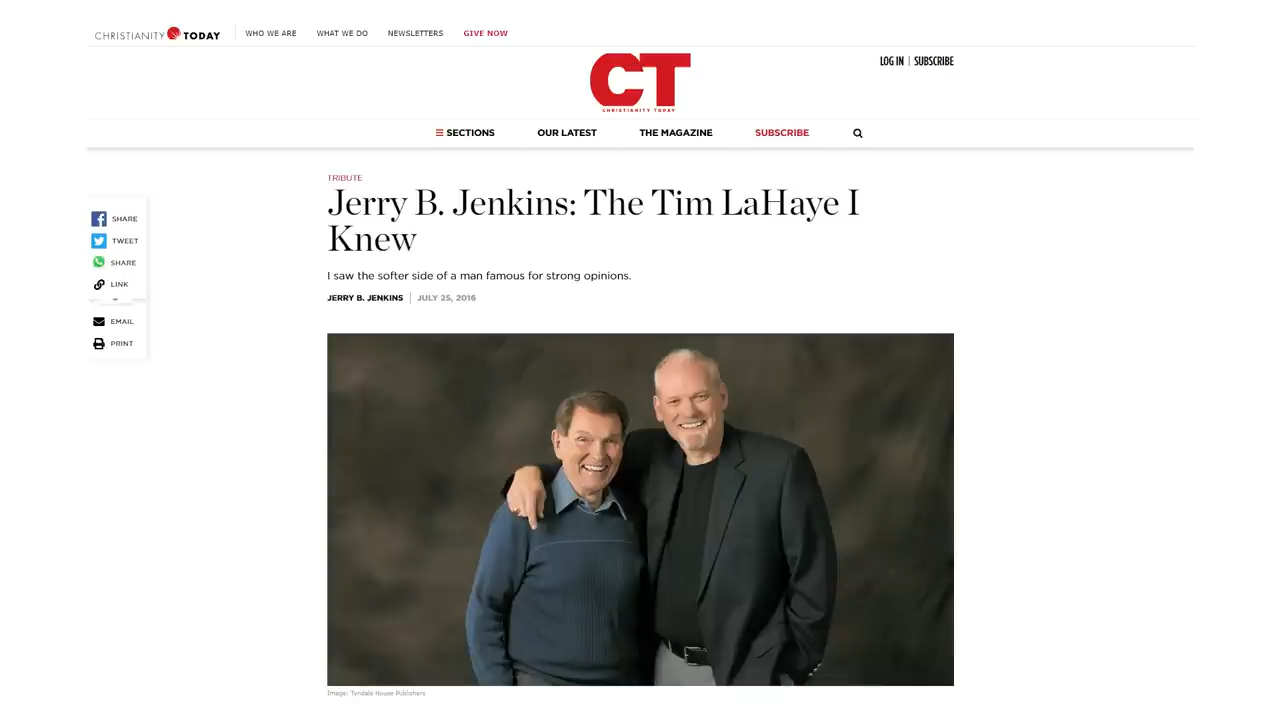 CHRISTIANITY TODAY
WHO WE ARE
WHAT WE DO
NEWSLETTERS
GIVE NOW
CT
CHRISTIANITY TODAY
LOG IN | SUBSCRIBE
SECTIONS
OUR LATEST
THE MAGAZINE
SUBSCRIBE
TRIBUTE
Jerry B. Jenkins: The Tim LaHaye I
Knew
I saw the softer side of a man famous for strong opinions.
JERRY B. JENKINS | JULY 25, 2016
SHARE
TWEET
SHARE
LINK
EMAIL
PRINT
Image: Tyndale House Publishers